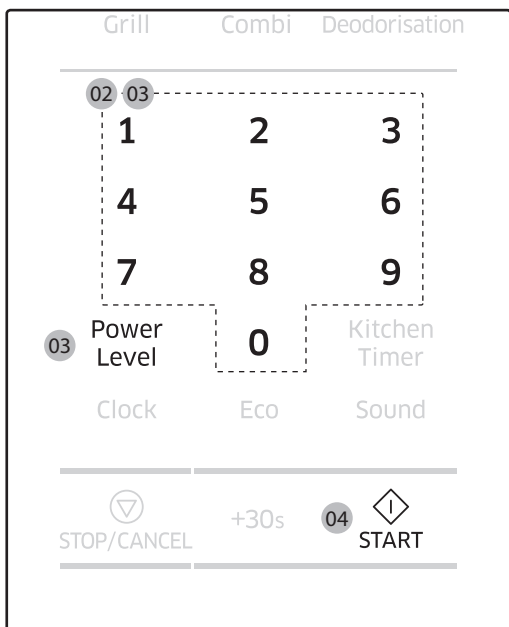 Grill Combi Deodorisation
02 03
1 2 3
4 5 6
7 8 9
03 Power Level 0 Kitchen Timer
Clock Eco Sound
STOP/CANCEL +30s 04 START